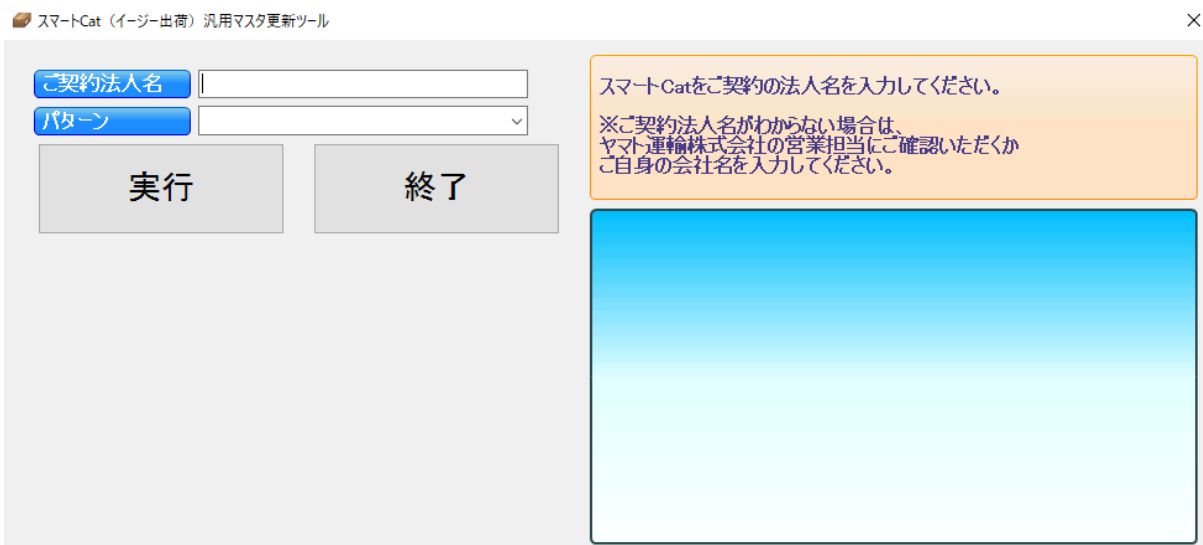 スマートCat（イージー出荷）汎用マスタ更新ツール
ご契約法人名
パターン
実行
終了
スマートCatをご契約の法人名を入力してください。
※ご契約法人名がわからない場合は、
ヤマト運輸株式会社の営業担当にご確認いただくか
ご自身の会社名を入力してください。